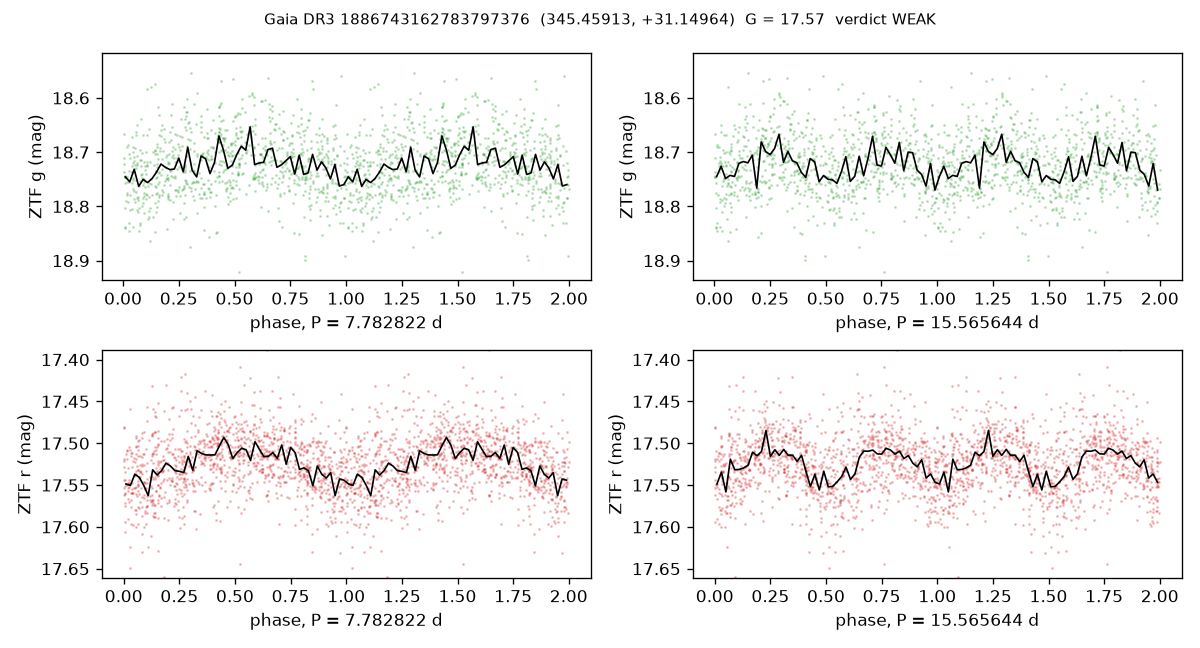 Gaia DR3 1886743162783797376 (345.45913, +31.14964) G = 17.57 verdict WEAK
ZTF g (mag)
18.6
18.7
18.8
18.9
0.00 0.25 0.50 0.75 1.00 1.25 1.50 1.75 2.00
phase, P = 7.782822 d
ZTF g (mag)
18.6
18.7
18.8
18.9
0.00 0.25 0.50 0.75 1.00 1.25 1.50 1.75 2.00
phase, P = 15.565644 d
ZTF r (mag)
17.40
17.45
17.50
17.55
17.60
17.65
0.00 0.25 0.50 0.75 1.00 1.25 1.50 1.75 2.00
phase, P = 7.782822 d
ZTF r (mag)
17.40
17.45
17.50
17.55
17.60
17.65
0.00 0.25 0.50 0.75 1.00 1.25 1.50 1.75 2.00
phase, P = 15.565644 d